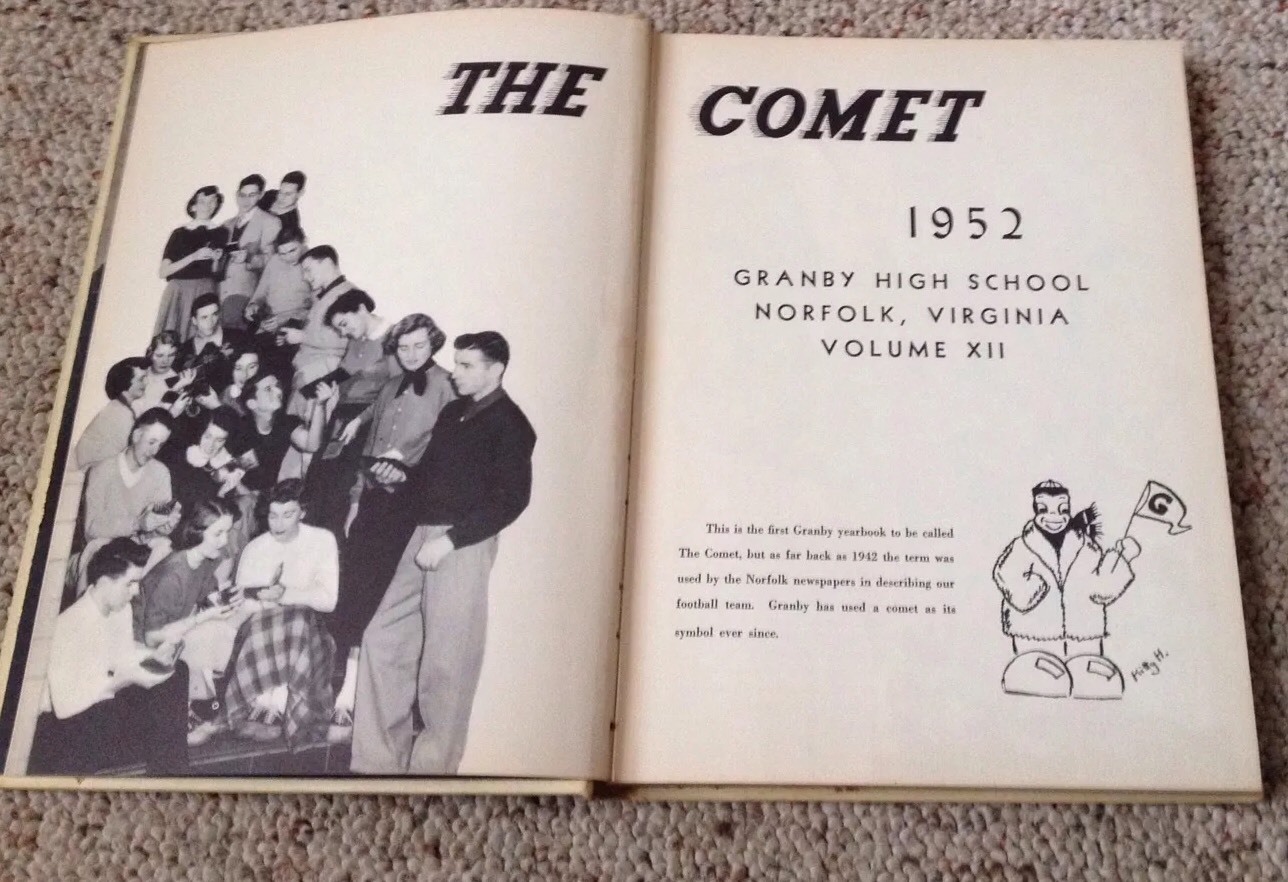 THE COMET
1952
GRANBY HIGH SCHOOL
NORFOLK, VIRGINIA
VOLUME XII
This is the first Granby yearbook to be called
The Comet, but as far back as 1942 the term was
used by the Norfolk newspapers in describing our
football team. Granby has used a comet as its
symbol ever since.
G
Kitty H.